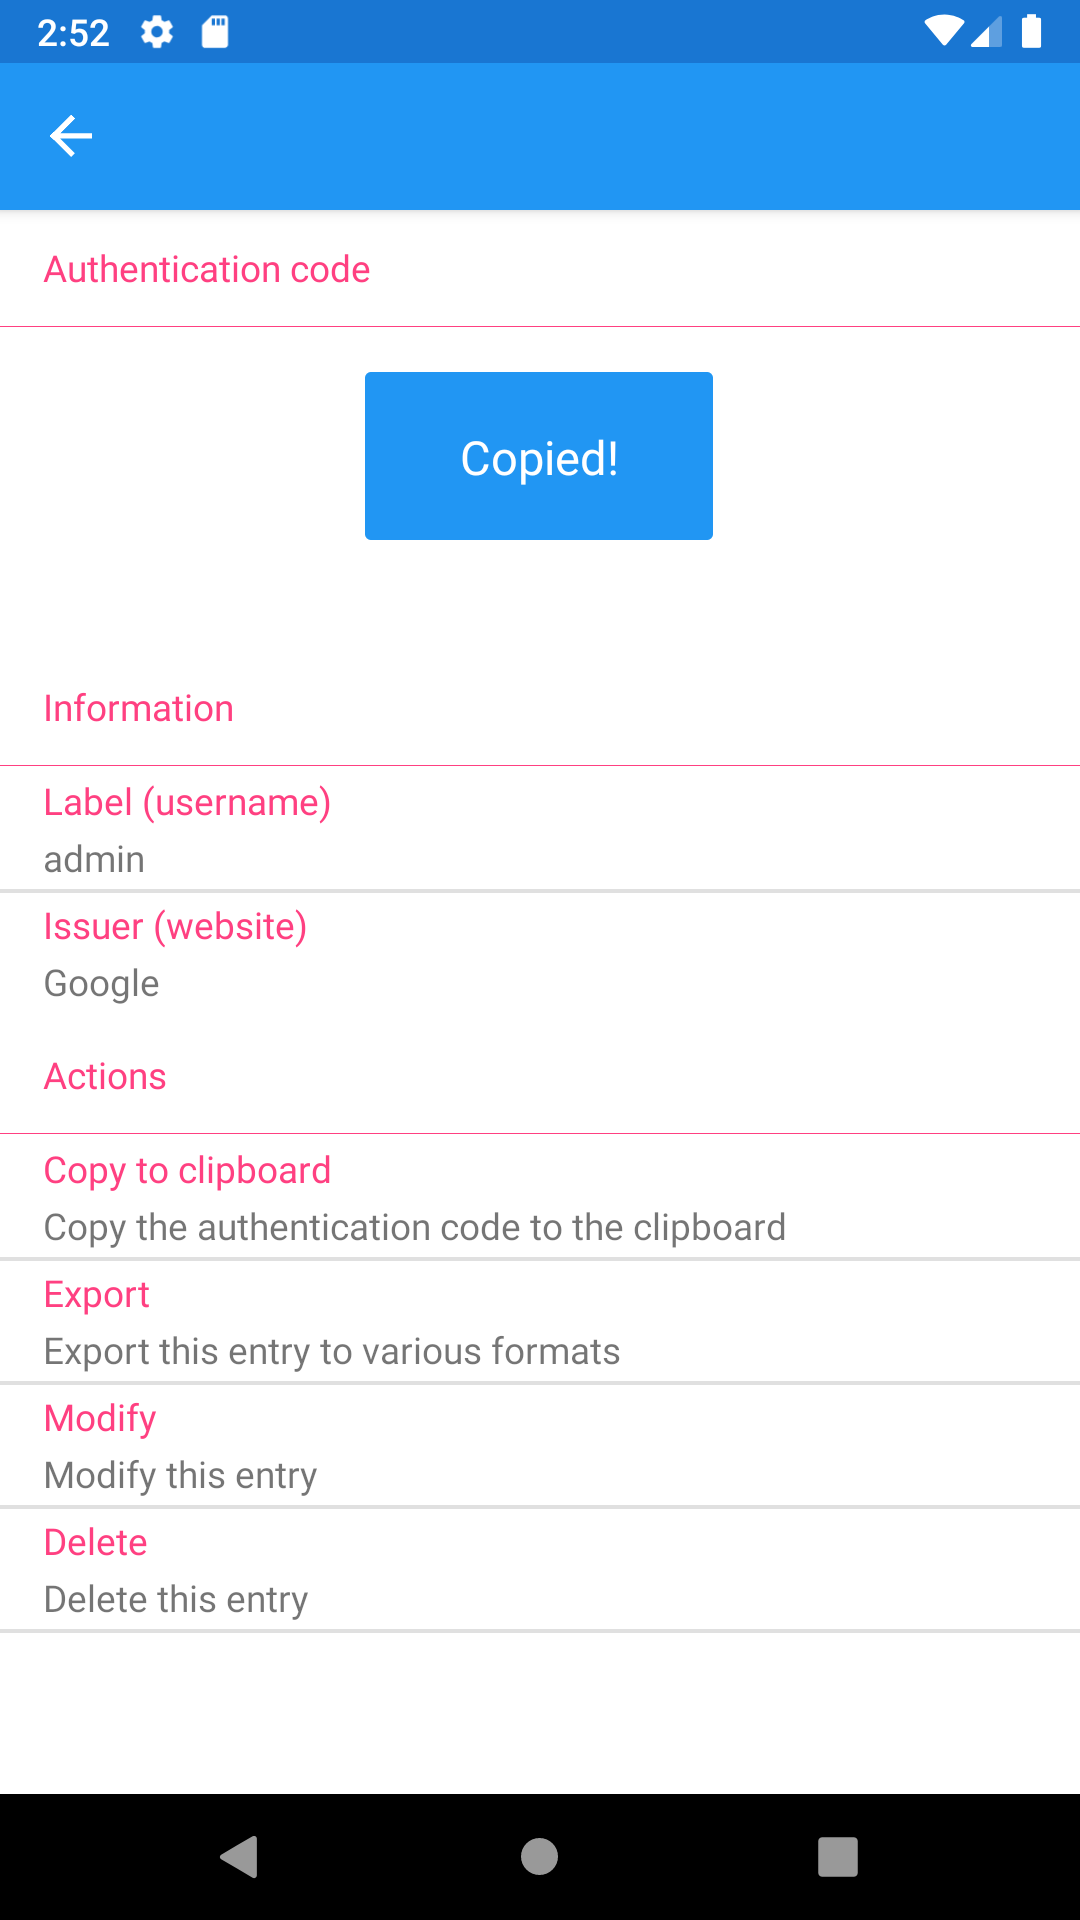 2:52
Authentication code
Copied!
Information
Label (username)
admin
Issuer (website)
Google
Actions
Copy to clipboard
Copy the authentication code to the clipboard
Export
Export this entry to various formats
Modify
Modify this entry
Delete
Delete this entry